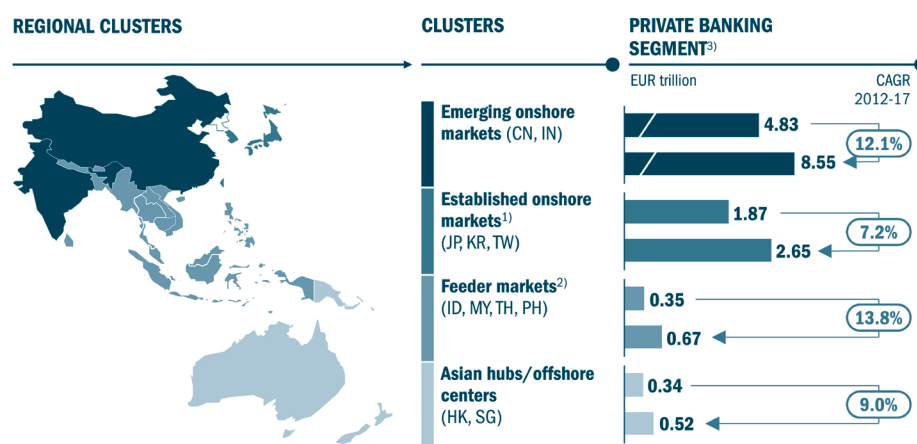 REGIONAL CLUSTERS
CLUSTERS
PRIVATE BANKING
SEGMENT3)
EUR trillion
CAGR
2012-17
Emerging onshore
markets (CN, IN)
4.83
12.1%
8.55
Established onshore
markets1)
(JP, KR, TW)
1.87
7.2%
2.65
Feeder markets2)
(ID, MY, TH, PH)
0.35
13.8%
0.67
Asian hubs/offshore
centers
(HK, SG)
0.34
9.0%
0.52